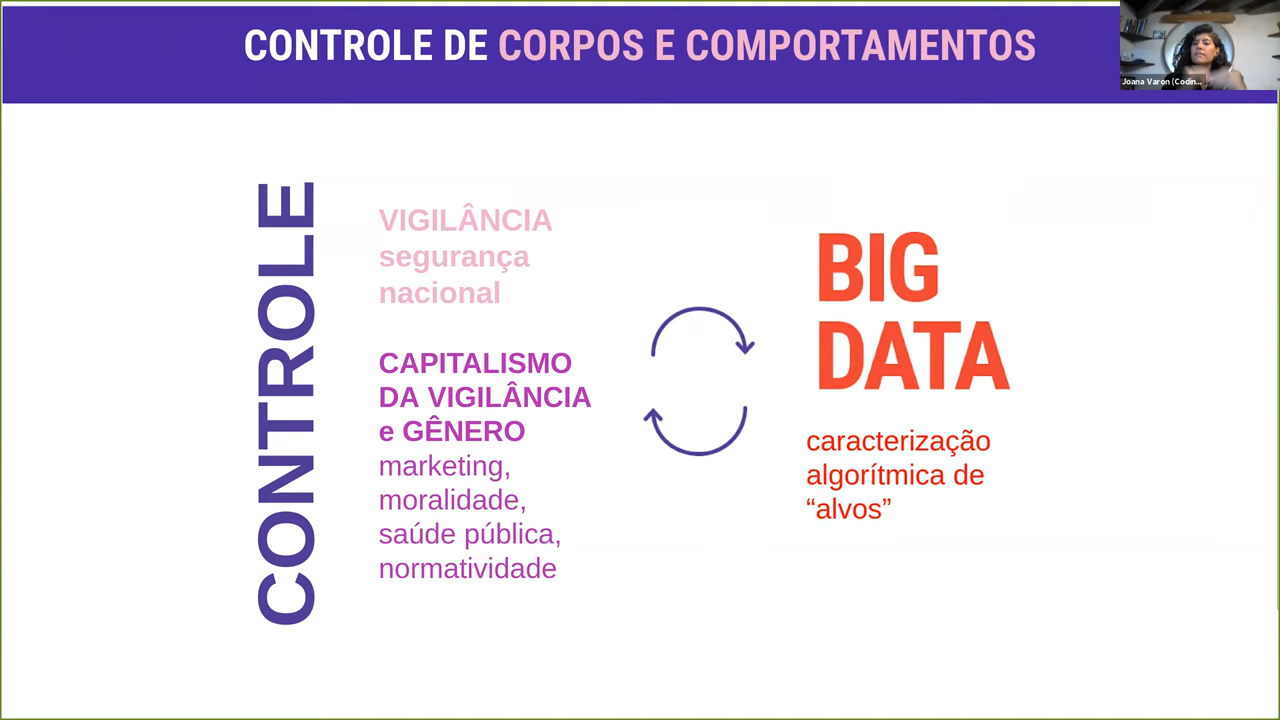 CONTROLE DE CORPOS E COMPORTAMENTOS
Joana Varon (Codin...
CONTROLE
VIGILÂNCIA
segurança
nacional
CAPITALISMO
DA VIGILÂNCIA
e GÊNERO
marketing,
moralidade,
saúde pública,
normatividade
BIG
DATA
caracterização
algorítmica de
“alvos”